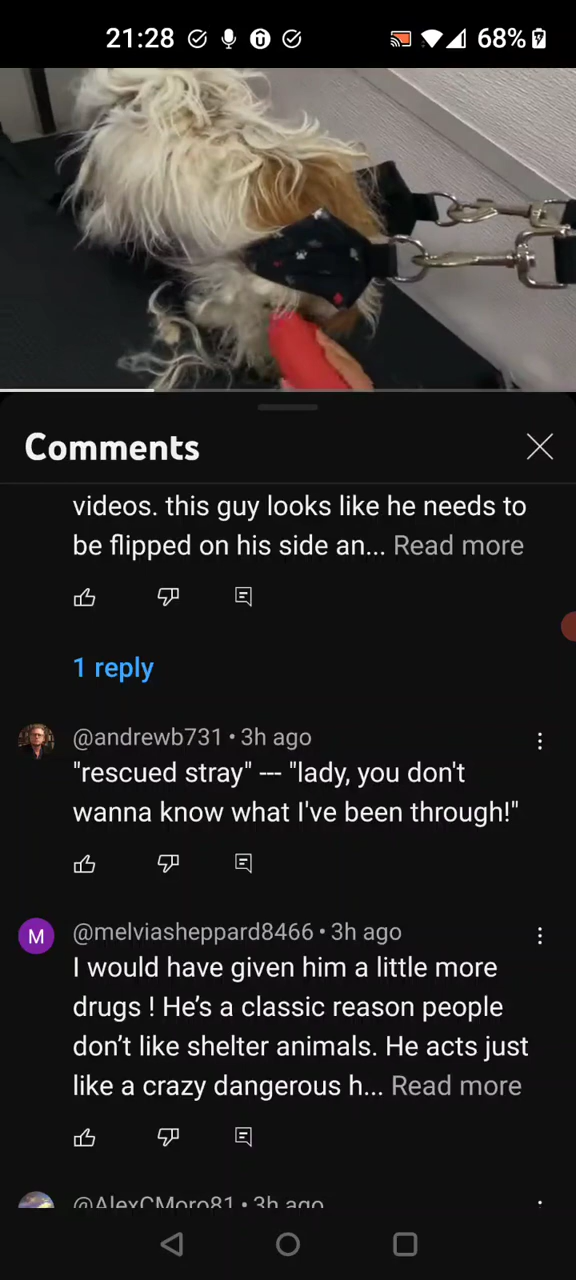 21:28
68%
Comments
videos. this guy looks like he needs to
be flipped on his side an... Read more
1 reply
@andrewb731 • 3h ago
"rescued stray" --- "lady, you don't
wanna know what I've been through!"
M
@melviasheppard8466 • 3h ago
I would have given him a little more
drugs ! He’s a classic reason people
don’t like shelter animals. He acts just
like a crazy dangerous h... Read more
@AlexCMoro81 • 3h ago